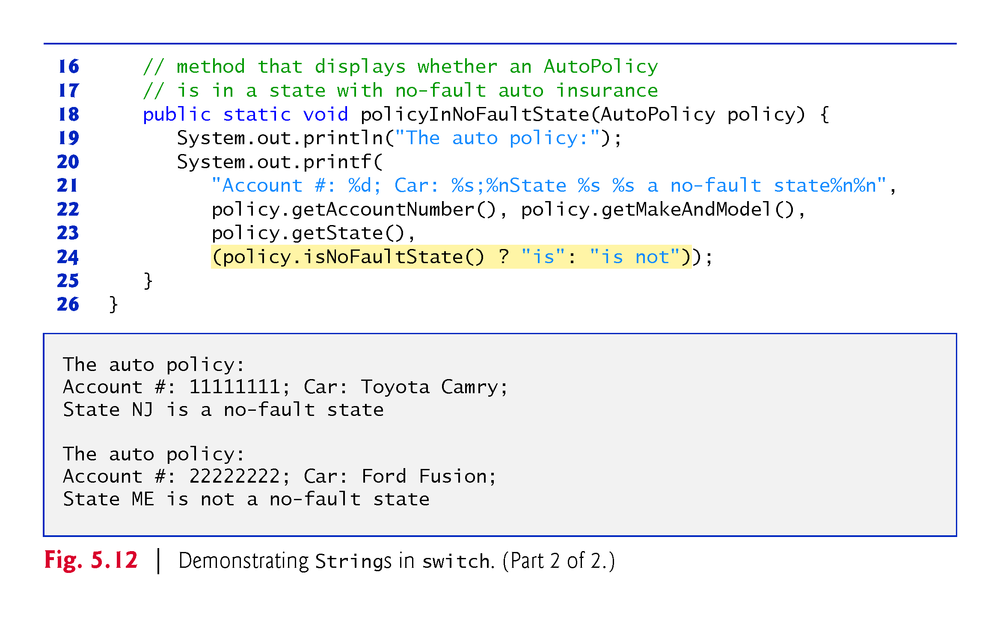 16 // method that displays whether an AutoPolicy
17 // is in a state with no-fault auto insurance
18 public static void policyInNoFaultState(AutoPolicy policy) {
19 System.out.println("The auto policy:");
20 System.out.printf(
21 "Account #: %d; Car: %s;%nState %s %s a no-fault state%n%n",
22 policy.getAccountNumber(), policy.getMakeAndModel(),
23 policy.getState(),
24 (policy.isNoFaultState() ? "is": "is not"));
25 }
26 }
The auto policy:
Account #: 11111111; Car: Toyota Camry;
State NJ is a no-fault state
The auto policy:
Account #: 22222222; Car: Ford Fusion;
State ME is not a no-fault state
Fig. 5.12 | Demonstrating Strings in switch. (Part 2 of 2.)